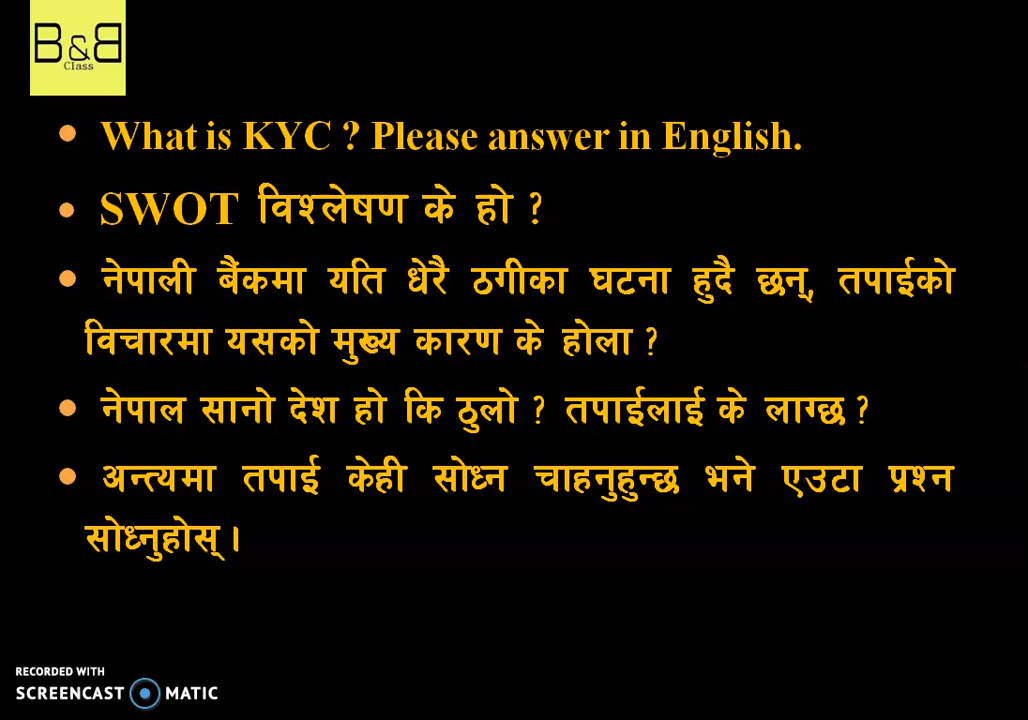 B&B
Class
What is KYC ? Please answer in English.
SWOT विश्लेषण के हो ?
नेपाली बैंकमा यति धेरै ठगीका घटना हुदै छन्, तपाईको
विचारमा यसको मुख्य कारण के होला ?
नेपाल सानो देश हो कि ठुलो ? तपाईलाई के लाग्छ ?
अन्त्यमा तपाई केही सोध्न चाहनुहुन्छ भने एउटा प्रश्न
सोध्नुहोस् ।
RECORDED WITH
SCREENCAST MATIC